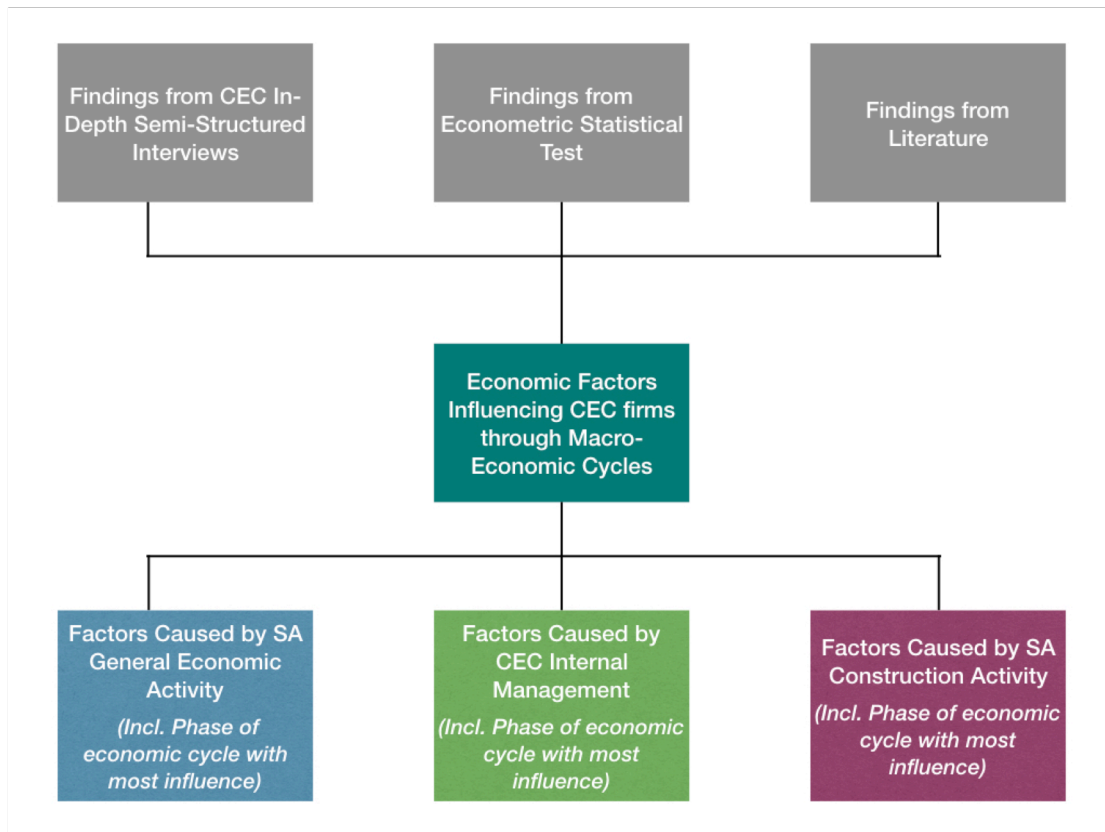 Findings from CEC In-
Depth Semi-Structured
Interviews
Findings from
Econometric Statistical
Test
Findings from
Literature
Economic Factors
Influencing CEC firms
through Macro-
Economic Cycles
Factors Caused by SA
General Economic
Activity
(Incl. Phase of
economic cycle with
most influence)
Factors Caused by
CEC Internal
Management
(Incl. Phase of economic
cycle with most
influence)
Factors Caused by SA
Construction Activity
(Incl. Phase of economic
cycle with most
influence)